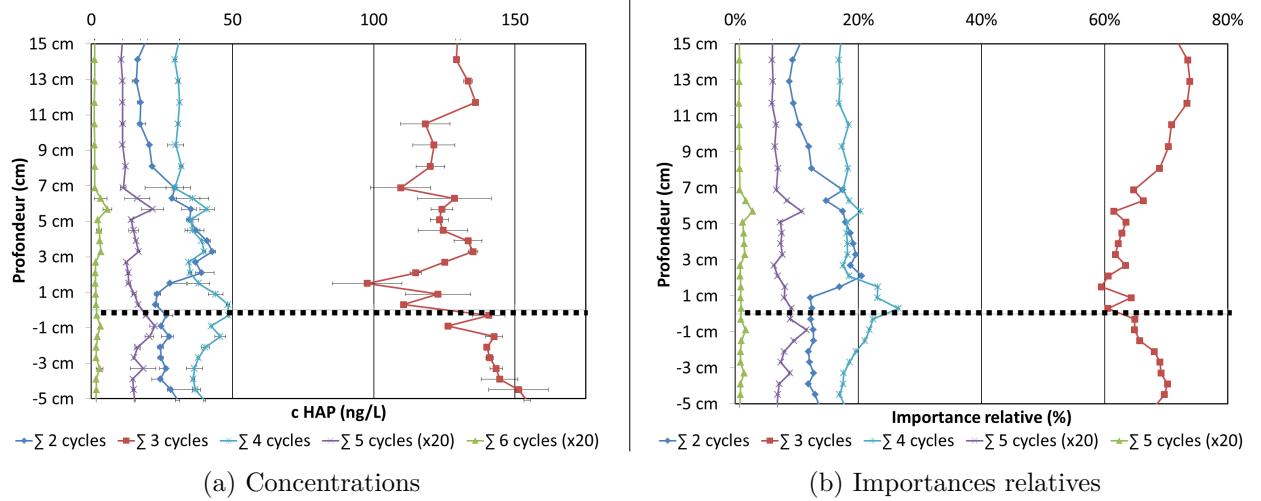 0 50 100 150
Profondeur (cm)
15 cm
13 cm
11 cm
9 cm
7 cm
5 cm
3 cm
1 cm
-1 cm
-3 cm
-5 cm
c HAP (ng/L)
∑ 2 cycles ∑ 3 cycles ∑ 4 cycles ∑ 5 cycles (x20) ∑ 6 cycles (x20)
(a) Concentrations
0% 20% 40% 60% 80%
Profondeur (cm)
15 cm
13 cm
11 cm
9 cm
7 cm
5 cm
3 cm
1 cm
-1 cm
-3 cm
-5 cm
Importance relative (%)
∑ 2 cycles ∑ 3 cycles ∑ 4 cycles ∑ 5 cycles (x20) ∑ 5 cycles (x20)
(b) Importances relatives